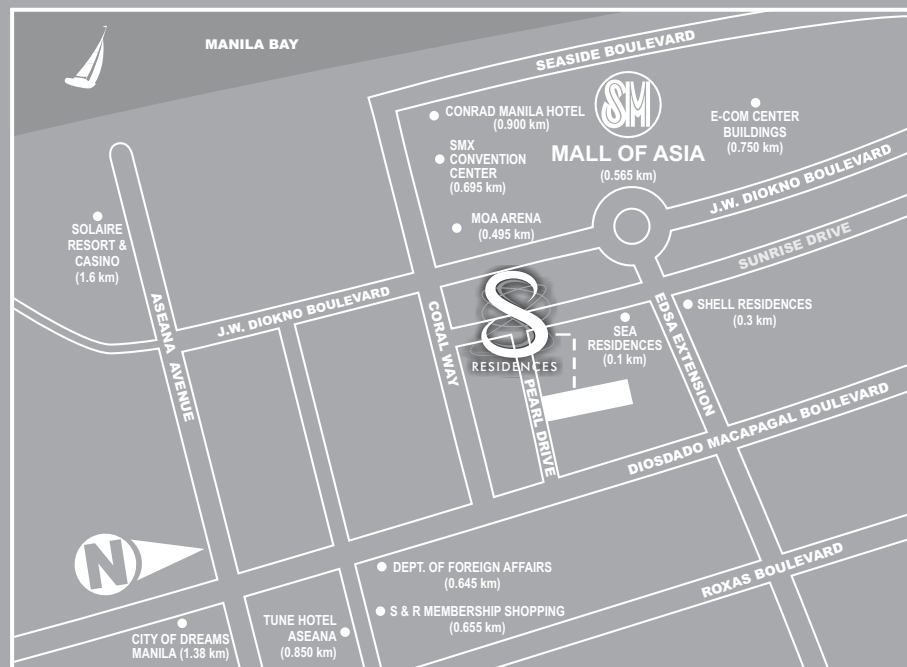 MANILA BAY
SEASIDE BOULEVARD
CONRAD MANILA HOTEL
(0.900 km)
SM
E-COM CENTER
BUILDINGS
(0.750 km)
SMX
CONVENTION
CENTER
(0.695 km)
MALL OF ASIA
(0.565 km)
J.W. DIOKNO BOULEVARD
MOA ARENA
(0.495 km)
SOLAIRE
RESORT &
CASINO
(1.6 km)
SUNRISE DRIVE
ASEANA AVENUE
J.W. DIOKNO BOULEVARD
CORAL WAY
S
RESIDENCES
PEARL DRIVE
SEA
RESIDENCES
(0.1 km)
EDSA EXTENSION
SHELL RESIDENCES
(0.3 km)
DIOSDADO MACAPAGAL BOULEVARD
N
DEPT. OF FOREIGN AFFAIRS
(0.645 km)
ROXAS BOULEVARD
S & R MEMBERSHIP SHOPPING
(0.655 km)
CITY OF DREAMS
MANILA (1.38 km)
TUNE HOTEL
ASEANA
(0.850 km)